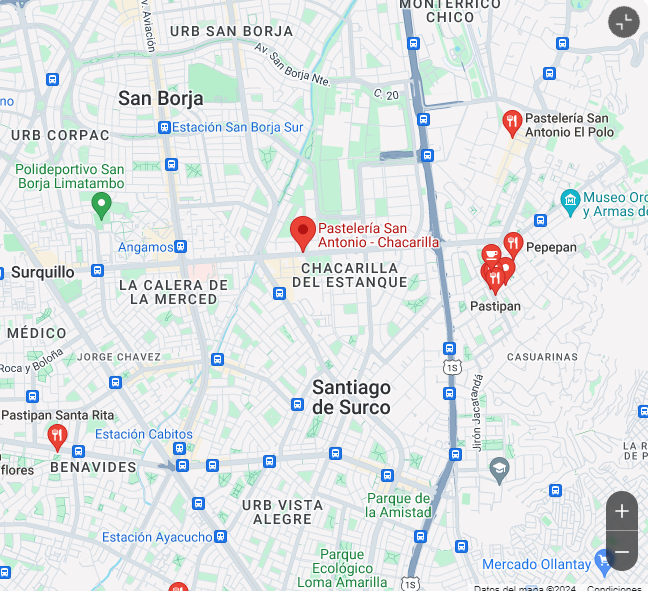 MONTERRICO
CHICO
Av. Aviación
URB SAN BORJA
Av. San Borja Nte.
C. 20
San Borja
no
Pastelería San
Antonio El Polo
URB CORPAC
Estación San Borja Sur
Polideportivo San
Borja Limatambo
Museo Oro
y Armas de
Pastelería San
Antonio - Chacarilla
Angamos
Pepepan
Surquillo
CHACARILLA
DEL ESTANQUE
LA CALERA DE
LA MERCED
Pastipan
MÉDICO
JORGE CHAVEZ
CASUARINAS
Roca y Boloña
1S
Santiago
de Surco
Jirón Jacatandá
Pastipan Santa Rita
Estación Cabitos
flores
BENAVIDES
LA R
DE P
URB VISTA
ALEGRE
Parque de
la Amistad
Estación Ayacucho
Parque
Ecológico
Loma Amarilla
Mercado Ollantay
1S
Datos del mapa ©2024
Condiciones